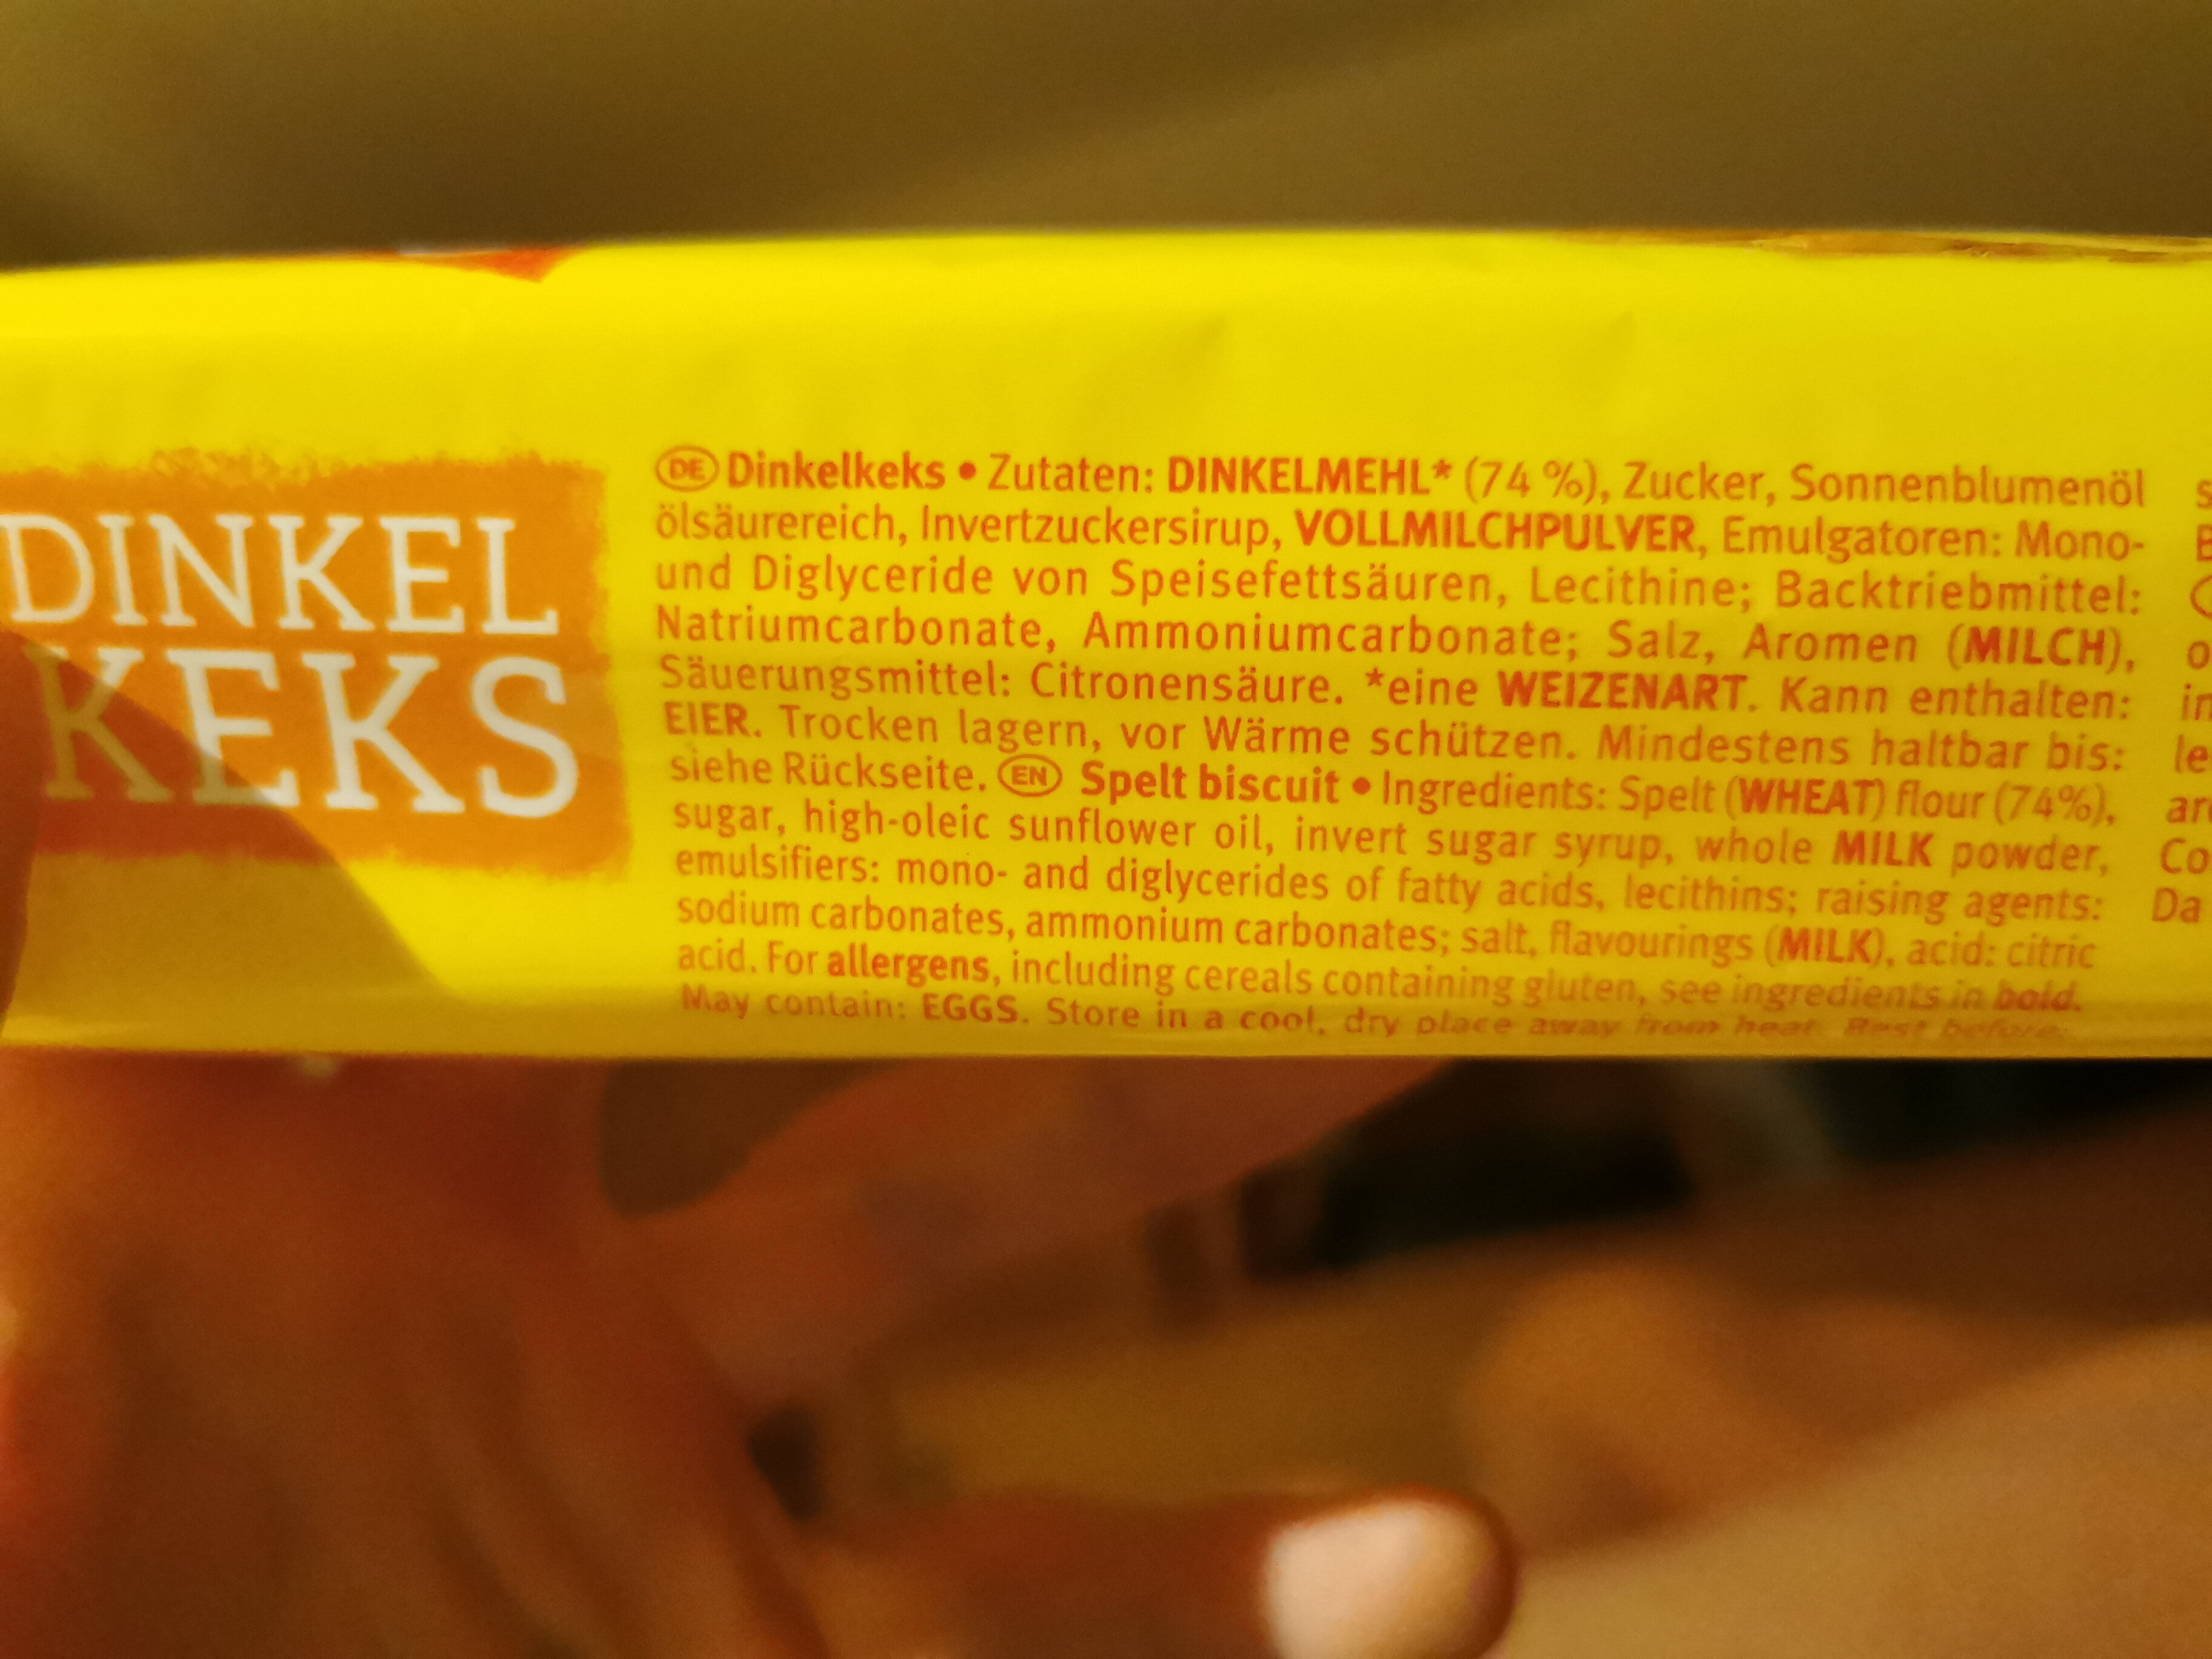 DINKEL
KEKS
DE Dinkelkeks • Zutaten: DINKELMEHL* (74 %), Zucker, Sonnenblumenöl
ölsäurereich, Invertzuckersirup, VOLLMILCHPULVER, Emulgatoren: Mono-
und Diglyceride von Speisefettsäuren, Lecithine; Backtriebmittel:
Natriumcarbonate, Ammoniumcarbonate; Salz, Aromen (MILCH),
Säuerungsmittel: Citronensäure. *eine WEIZENART. Kann enthalten:
EIER. Trocken lagern, vor Wärme schützen. Mindestens haltbar bis:
siehe Rückseite. EN Spelt biscuit • Ingredients: Spelt (WHEAT) flour (74%),
sugar, high-oleic sunflower oil, invert sugar syrup, whole MILK powder,
emulsifiers: mono- and diglycerides of fatty acids, lecithins; raising agents:
sodium carbonates, ammonium carbonates; salt, flavourings (MILK), acid: citric
acid. For allergens, including cereals containing gluten, see ingredients in bold.
May contain: EGGS. Store in a cool, dry place away from heat. Best before:
Co
Da